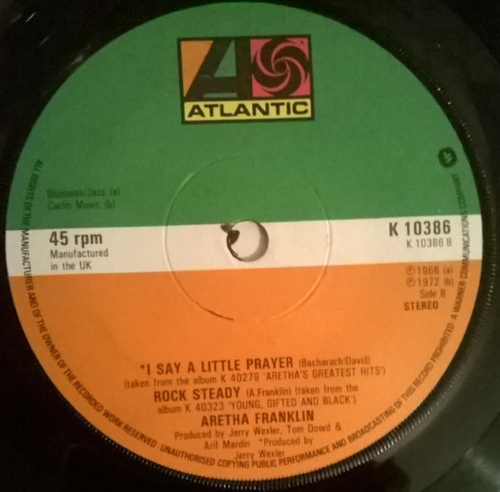 ATLANTIC
Carlin Music (b)
45 rpm
Manufactured
in the UK
K 10386
K 10386 B
℗ 1968 (a)
℗ 1972 (b)
Side B
STEREO
*I SAY A LITTLE PRAYER (Bacharach/David)
(taken from the album K 40279 'ARETHA'S GREATEST HITS')
ROCK STEADY (A.Franklin) (taken from the
album K 40323 'YOUNG, GIFTED AND BLACK')
ARETHA FRANKLIN
Produced by Jerry Wexler, Tom Dowd &
Arif Mardin. *Produced by
Jerry Wexler
ALL RIGHTS OF THE MANUFACTURER AND OF THE OWNER OF THE RECORDED WORK RESERVED UNAUTHORISED COPYING PUBLIC PERFORMANCE AND BROADCASTING OF THIS RECORD PROHIBITED
A WARNER COMMUNICATIONS COMPANY